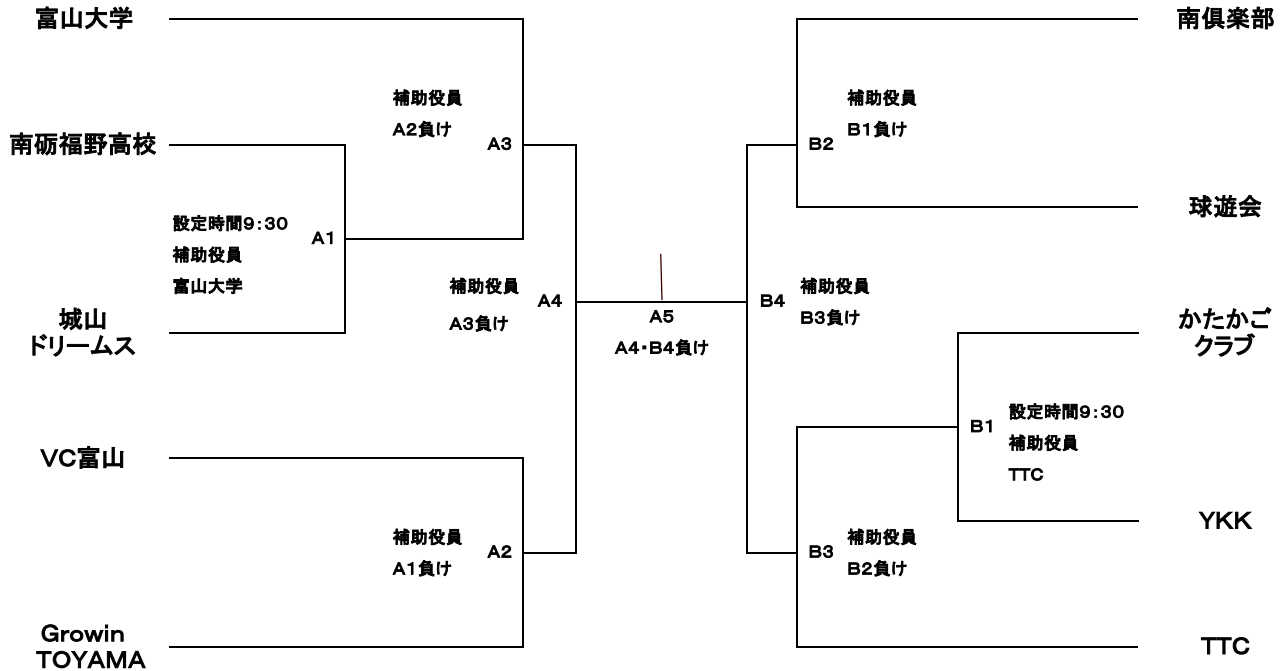 富山大学
南砺福野高校
城山
ドリームス
VC富山
Growin
TOYAMA
設定時間9:30
補助役員
富山大学
A1
補助役員
A2負け
A3
補助役員
A3負け
A4
補助役員
A1負け
A2
A5
A4・B4負け
B2
補助役員
B1負け
B4
補助役員
B3負け
B1
設定時間9:30
補助役員
TTC
B3
補助役員
B2負け
南倶楽部
球遊会
かたかご
クラブ
YKK
TTC